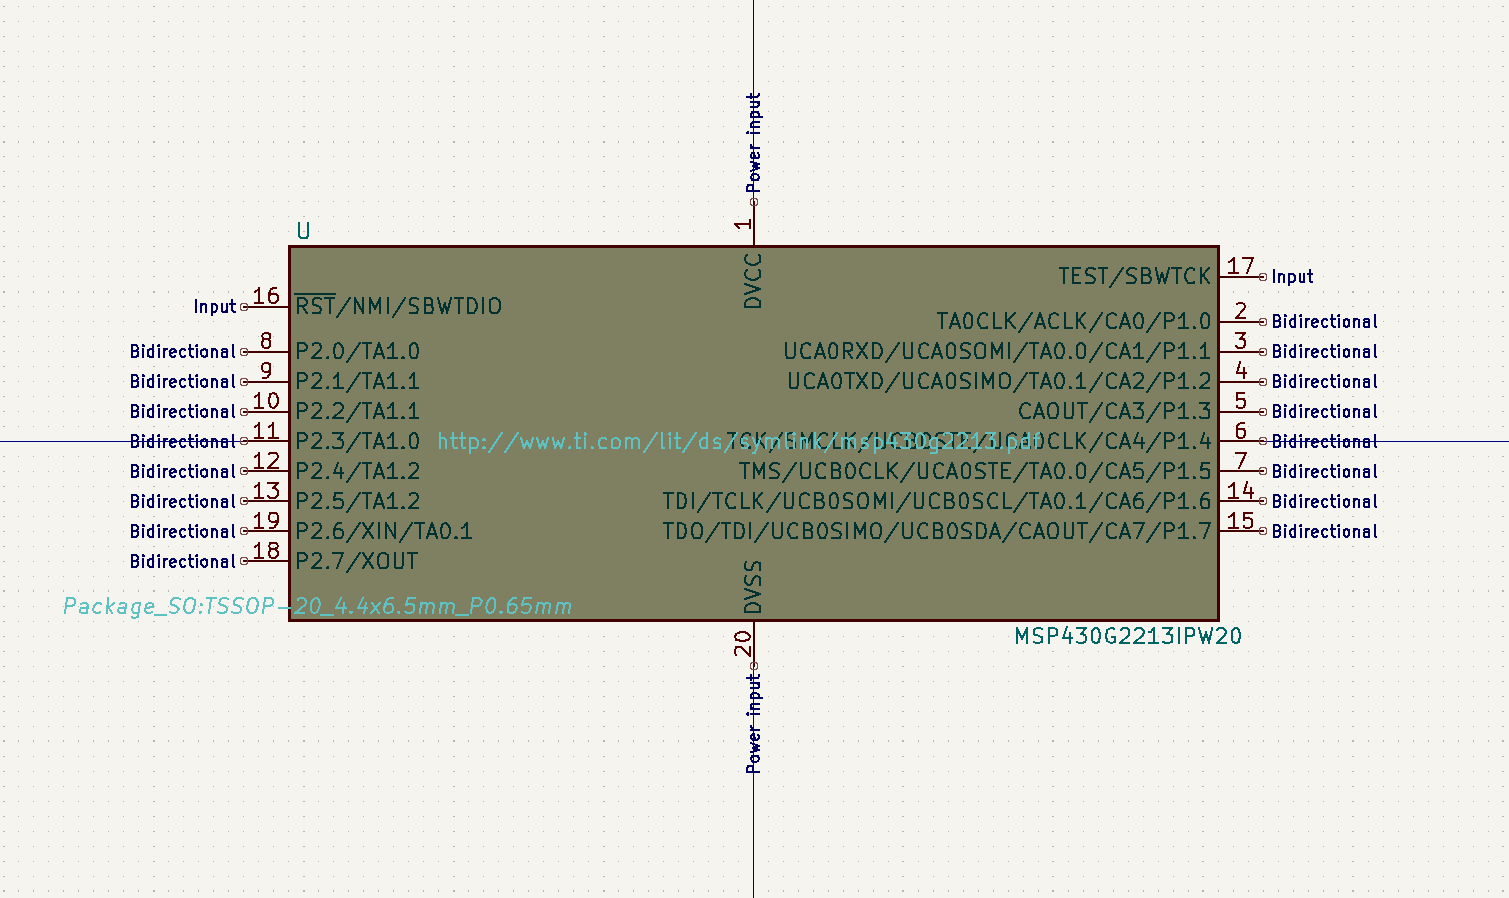 Power input
1
U
DVCC
TEST/SBWTCK 17 Input
Input 16 RST/NMI/SBWTDIO
TA0CLK/ACLK/CA0/P1.0 2 Bidirectional
Bidirectional 8 P2.0/TA1.0
UCA0RXD/UCA0SOMI/TA0.0/CA1/P1.1 3 Bidirectional
Bidirectional 9 P2.1/TA1.1
UCA0TXD/UCA0SIMO/TA0.1/CA2/P1.2 4 Bidirectional
Bidirectional 10 P2.2/TA1.1
CAOUT/CA3/P1.3 5 Bidirectional
Bidirectional 11 P2.3/TA1.0
http://www.ti.com/lit/ds/symlink/msp430g2213.pdf
TCK/SMCLK/UCB0STE/UCA0CLK/CA4/P1.4 6 Bidirectional
Bidirectional 12 P2.4/TA1.2
TMS/UCB0CLK/UCA0STE/TA0.0/CA5/P1.5 7 Bidirectional
Bidirectional 13 P2.5/TA1.2
TDI/TCLK/UCB0SOMI/UCB0SCL/TA0.1/CA6/P1.6 14 Bidirectional
Bidirectional 19 P2.6/XIN/TA0.1
TDO/TDI/UCB0SIMO/UCB0SDA/CAOUT/CA7/P1.7 15 Bidirectional
Bidirectional 18 P2.7/XOUT
DVSS
Package_SO:TSSOP-20_4.4x6.5mm_P0.65mm
MSP430G2213IPW20
20
Power input